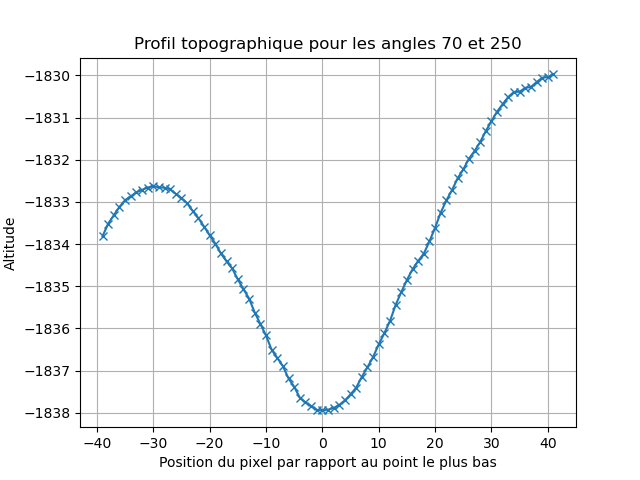 Profil topographique pour les angles 70 et 250
Altitude
−1830
−1831
−1832
−1833
−1834
−1835
−1836
−1837
−1838
−40 −30 −20 −10 0 10 20 30 40
Position du pixel par rapport au point le plus bas